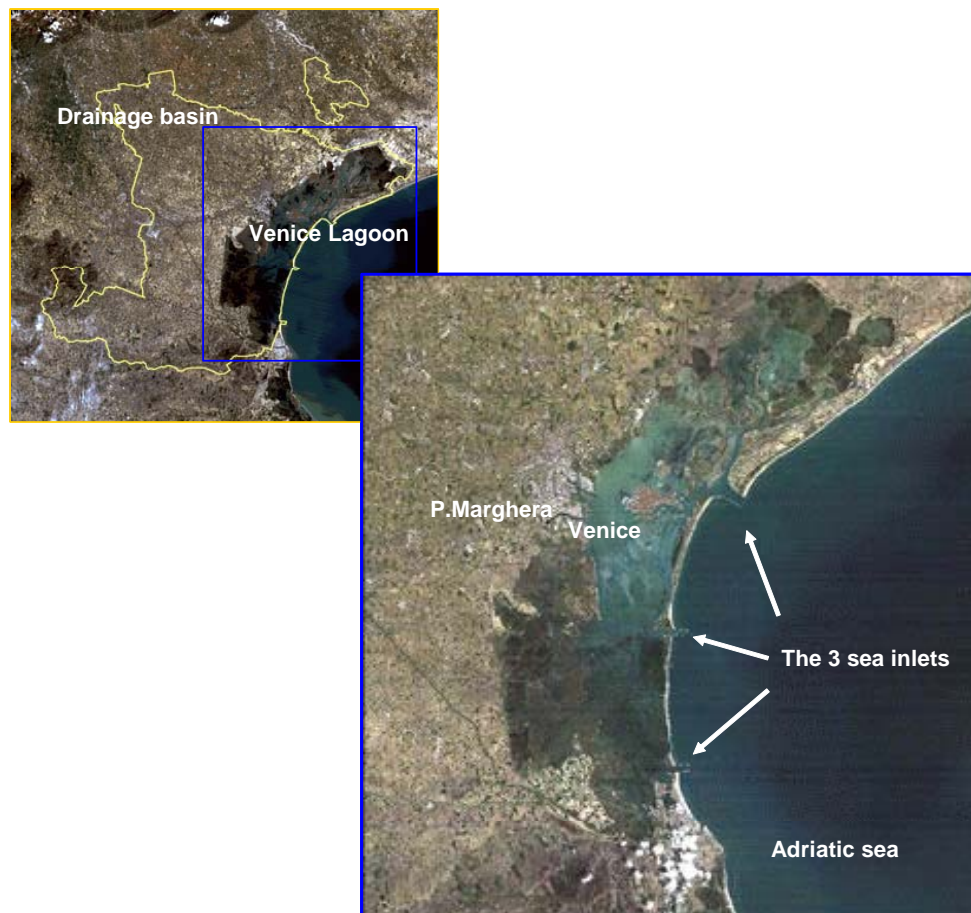 Drainage basin
Venice Lagoon
P.Marghera
Venice
The 3 sea inlets
Adriatic sea